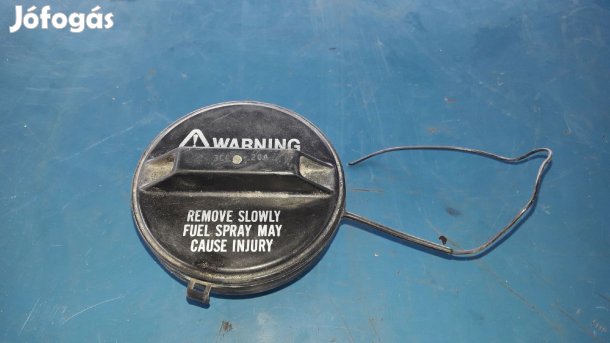 Jófogás
WARNING
REMOVE SLOWLY
FUEL SPRAY MAY
CAUSE INJURY